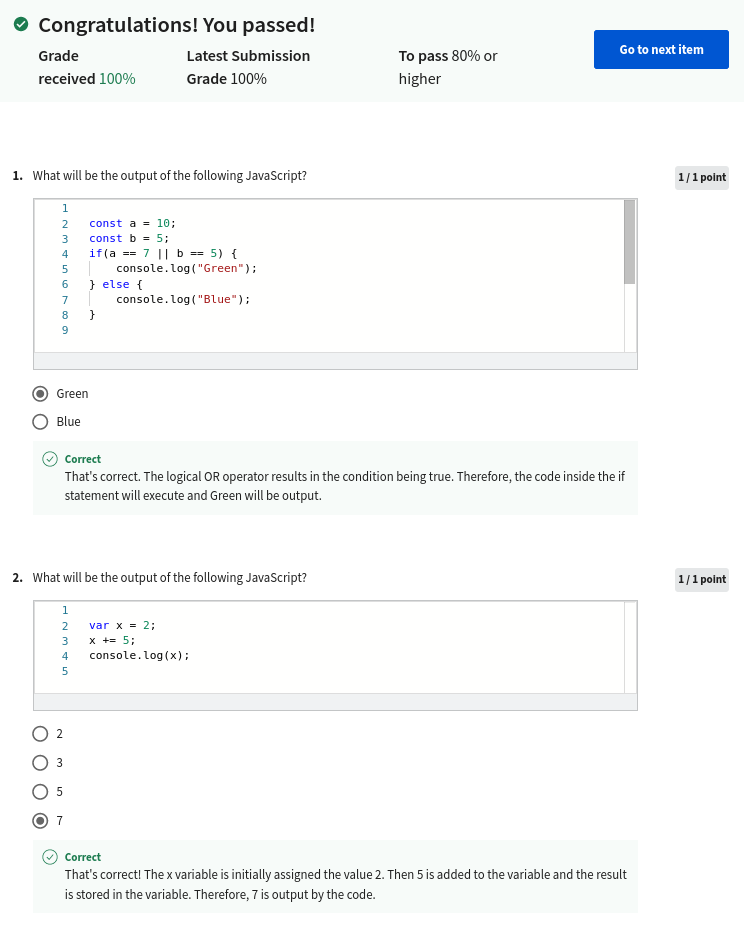 Congratulations! You passed!
Grade received 100%
Latest Submission Grade 100%
To pass 80% or higher
Go to next item
1. What will be the output of the following JavaScript?
1 / 1 point
1
2 const a = 10;
3 const b = 5;
4 if(a == 7 || b == 5) {
5     console.log("Green");
6 } else {
7     console.log("Blue");
8 }
9
Green
Blue
Correct
That's correct. The logical OR operator results in the condition being true. Therefore, the code inside the if
statement will execute and Green will be output.
2. What will be the output of the following JavaScript?
1 / 1 point
1
2 var x = 2;
3 x += 5;
4 console.log(x);
5
2
3
5
7
Correct
That's correct! The x variable is initially assigned the value 2. Then 5 is added to the variable and the result
is stored in the variable. Therefore, 7 is output by the code.